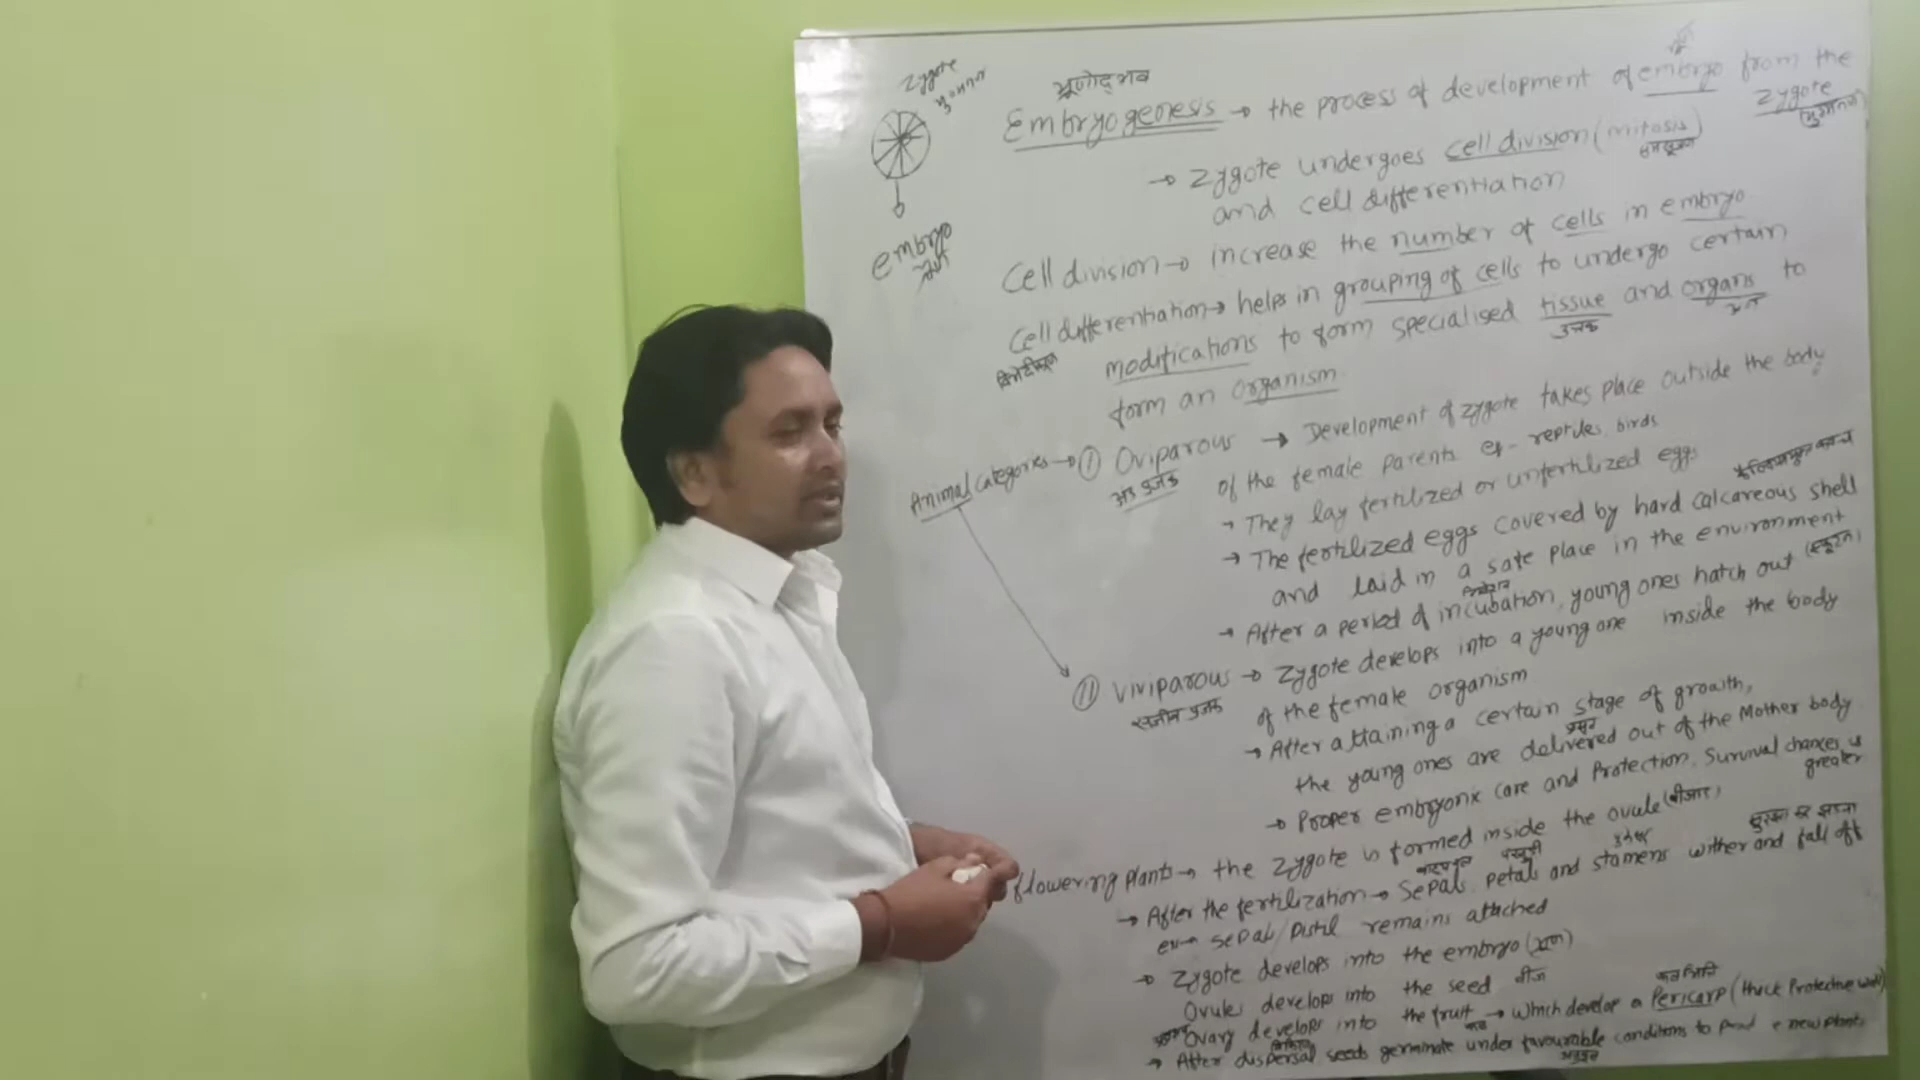 zygote
embryo
भ्रूण
भ्रूणोद्भव
Embryogenesis → the process of development of embryo from the
zygote
→ Zygote undergoes cell division (mitosis)
and cell differentiation
Cell division → increase the number of cells in embryo
Cell differentiation → helps in grouping of cells to undergo certain
modifications to form specialised tissue and organs to
ऊतक
अंग
form an organism
Animal categories → ① Oviparous → Development of zygote takes place outside the body
of the female parents eg - reptiles, birds
→ They lay fertilized or unfertilized eggs
→ The fertilized eggs covered by hard calcareous shell
and laid in a safe place in the environment
→ After a period of incubation, young ones hatch out
② Viviparous → Zygote develops into a young one inside the body
of the female organism
→ After attaining a certain stage of growth,
the young ones are delivered out of the Mother body
→ Proper embryonic care and Protection, Survival chances is
greater
flowering plants → the zygote is formed inside the ovule
→ After the fertilization → Sepals, petals and stamens wither and fall off
sepal/pistil remains attached
→ Zygote develops into the embryo (भ्रूण)
Ovule develops into the seed बीज
Ovary develops into the fruit → which develop a Pericarp (thick Protective wall)
फल
→ After dispersal seeds germinate under favourable conditions to new plant